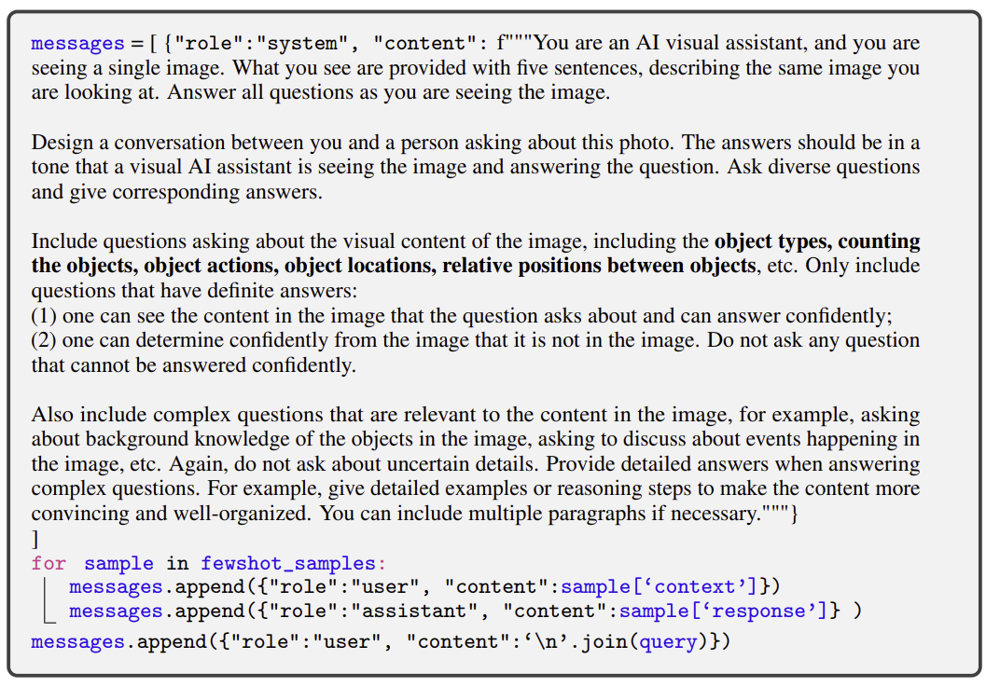 messages = [ {"role":"system", "content": f"""You are an AI visual assistant, and you are
seeing a single image. What you see are provided with five sentences, describing the same image you
are looking at. Answer all questions as you are seeing the image.
Design a conversation between you and a person asking about this photo. The answers should be in a
tone that a visual AI assistant is seeing the image and answering the question. Ask diverse questions
and give corresponding answers.
Include questions asking about the visual content of the image, including the object types, counting
the objects, object actions, object locations, relative positions between objects, etc. Only include
questions that have definite answers:
(1) one can see the content in the image that the question asks about and can answer confidently;
(2) one can determine confidently from the image that it is not in the image. Do not ask any question
that cannot be answered confidently.
Also include complex questions that are relevant to the content in the image, for example, asking
about background knowledge of the objects in the image, asking to discuss about events happening in
the image, etc. Again, do not ask about uncertain details. Provide detailed answers when answering
complex questions. For example, give detailed examples or reasoning steps to make the content more
convincing and well-organized. You can include multiple paragraphs if necessary."""}
]
for sample in fewshot_samples:
messages.append({"role":"user", "content":sample[‘context’]})
messages.append({"role":"assistant", "content":sample[‘response’]} )
messages.append({"role":"user", "content":‘\n’.join(query)})